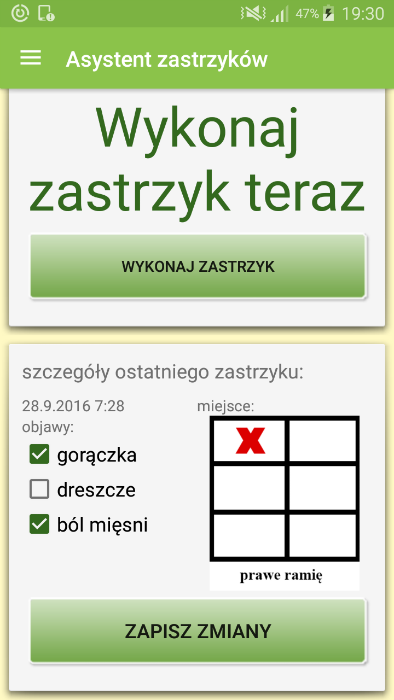 47% 19:30
Asystent zastrzyków
Wykonaj
zastrzyk teraz
WYKONAJ ZASTRZYK
szczegóły ostatniego zastrzyku:
28.9.2016 7:28
miejsce:
objawy:
gorączka
dreszcze
ból mięsni
X
prawe ramię
ZAPISZ ZMIANY